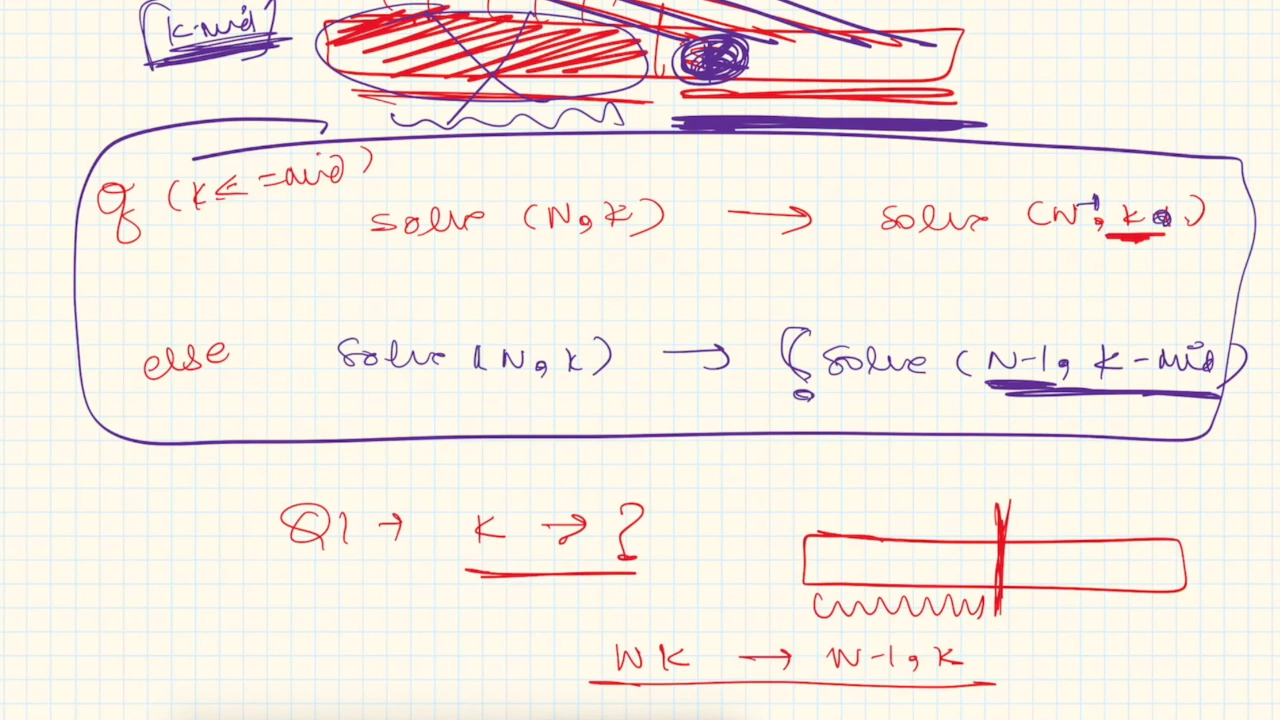 [k-mid]
if (k<=mid)
solve (N, k) → solve (N-1, k)
else solve (N, k) → ! solve (N-1, k-mid)
Q1 → k → ?
N k → N-1, k